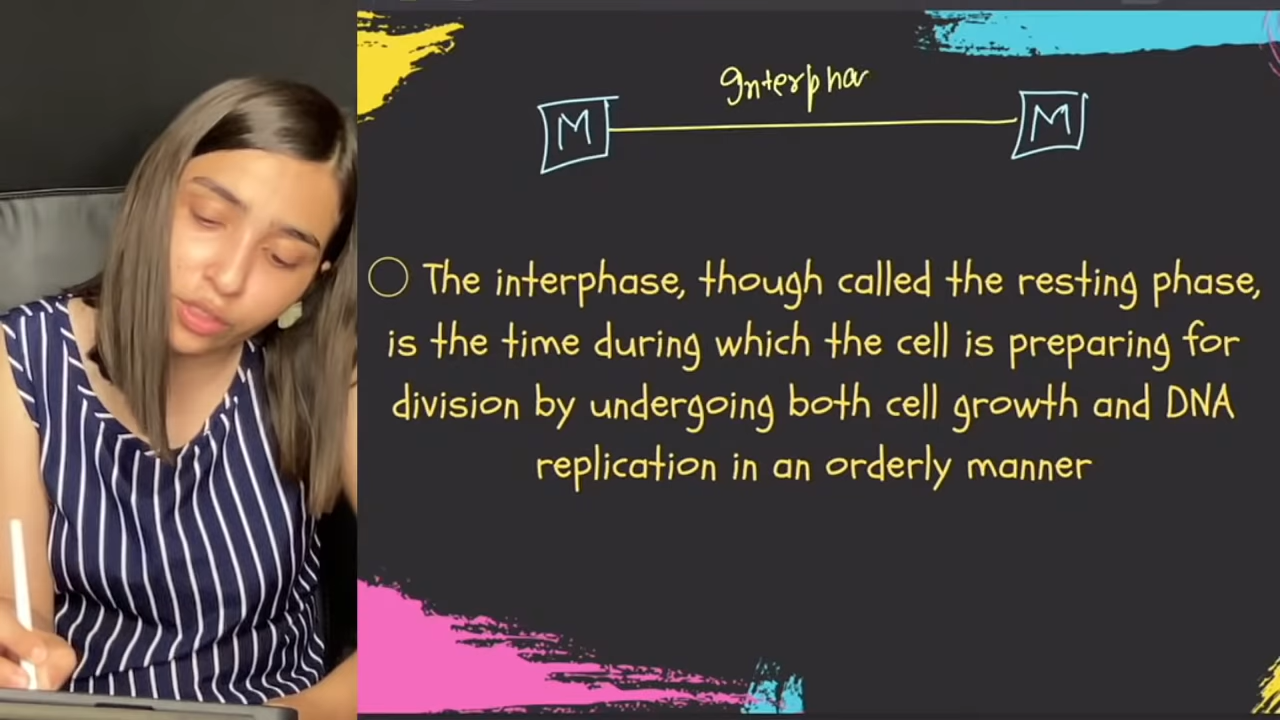 Interpha
M M
The interphase, though called the resting phase,
is the time during which the cell is preparing for
division by undergoing both cell growth and DNA
replication in an orderly manner